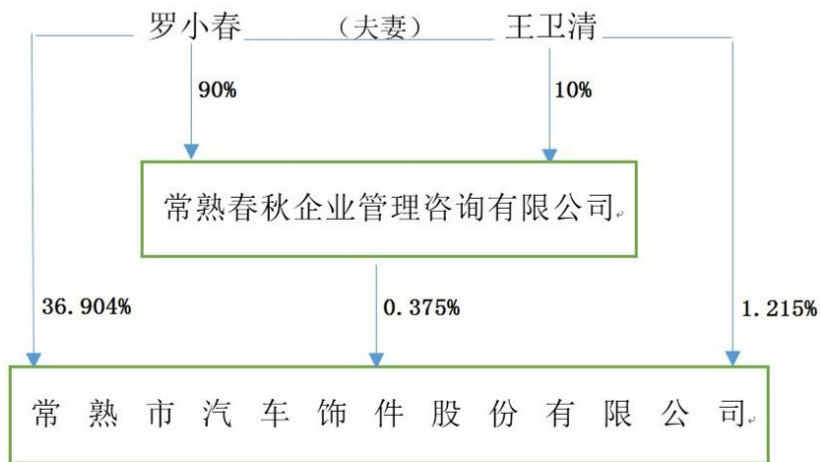 罗小春 （夫妻） 王卫清
90% 10%
常熟春秋企业管理咨询有限公司
36.904% 0.375% 1.215%
常熟市汽车饰件股份有限公司